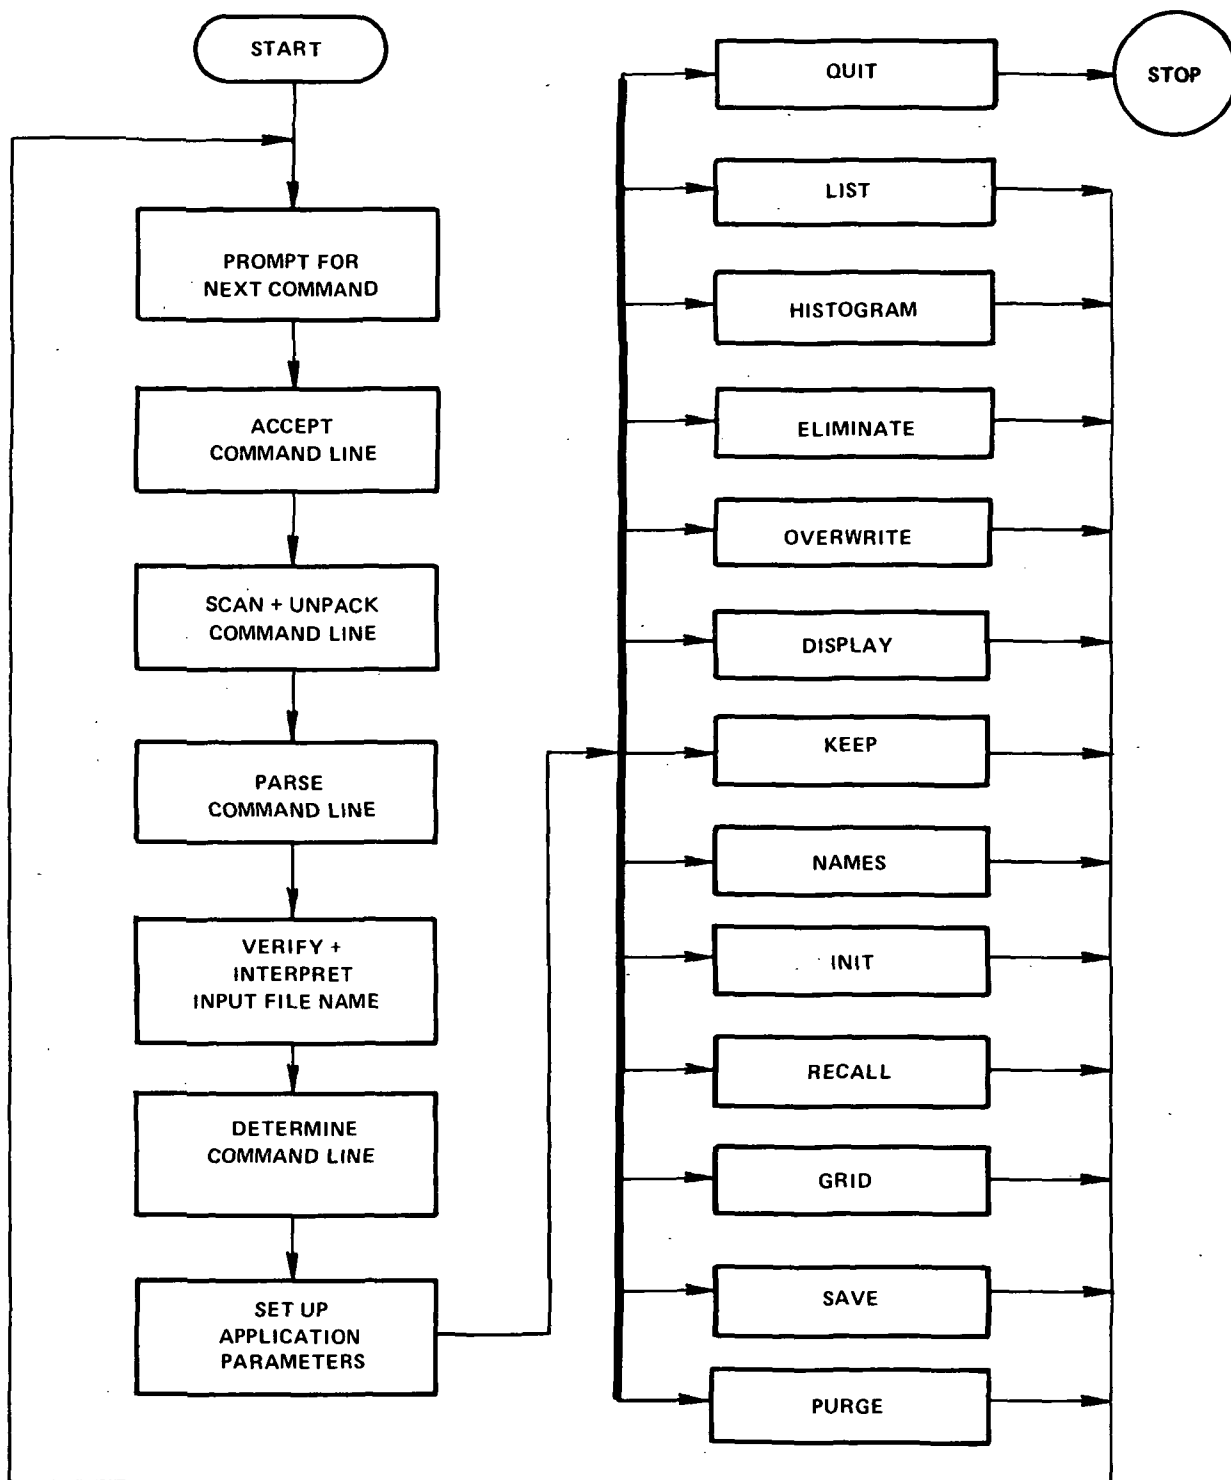 START
PROMPT FOR
NEXT COMMAND
ACCEPT
COMMAND LINE
SCAN + UNPACK
COMMAND LINE
PARSE
COMMAND LINE
VERIFY +
INTERPRET
INPUT FILE NAME
DETERMINE
COMMAND LINE
SET UP
APPLICATION
PARAMETERS
QUIT
STOP
LIST
HISTOGRAM
ELIMINATE
OVERWRITE
DISPLAY
KEEP
NAMES
INIT
RECALL
GRID
SAVE
PURGE